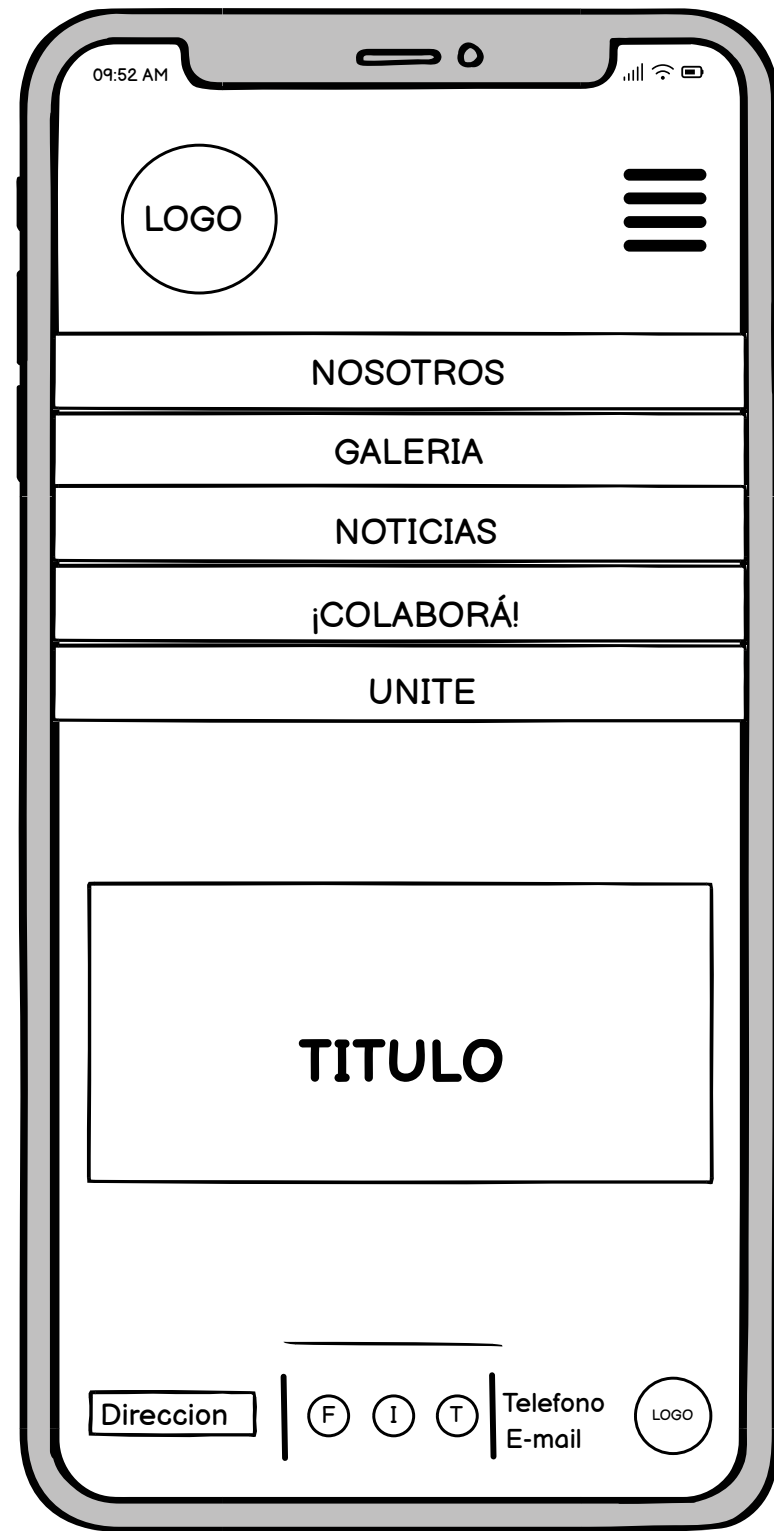 09:52 AM
LOGO
NOSOTROS
GALERIA
NOTICIAS
¡COLABORÁ!
UNITE
TITULO
Direccion
F I T
Telefono
E-mail
LOGO